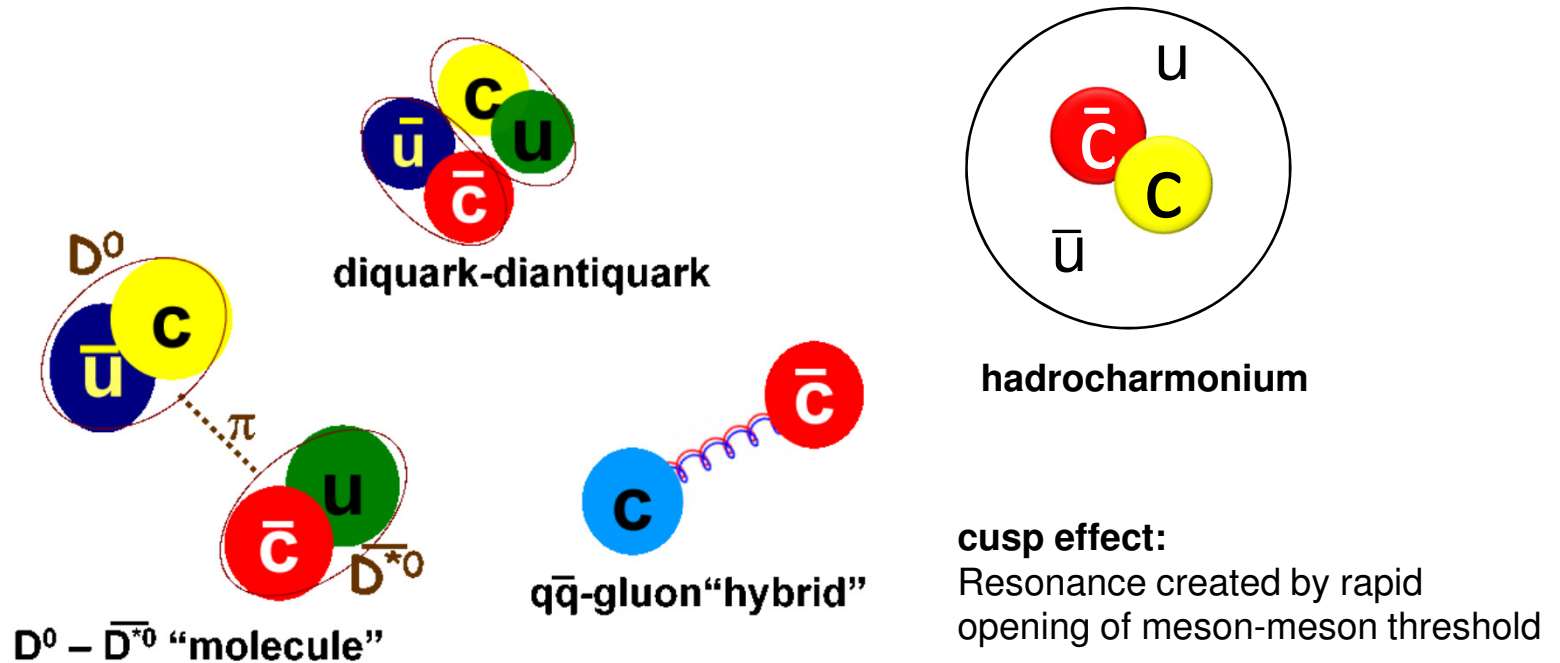 c
u
ū
c̄
diquark-diantiquark
D⁰
c
ū
π
u
c̄
D̅*⁰
D⁰ – D̅*⁰ “molecule”
c̄
c
qq̄-gluon“hybrid”
u
c̄
c
ū
hadrocharmonium
cusp effect:
Resonance created by rapid
opening of meson-meson threshold